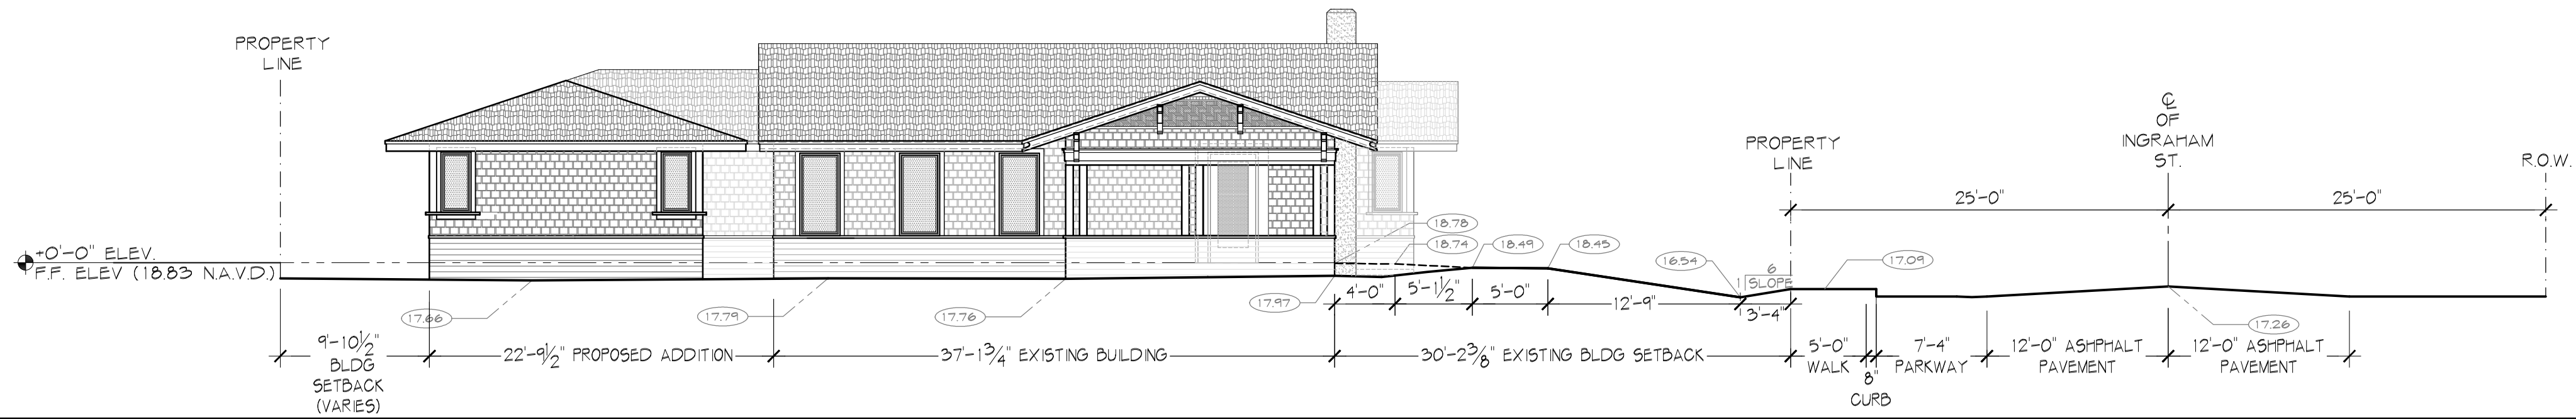 PROPERTY
LINE
℄
OF
INGRAHAM
ST.
PROPERTY
LINE
R.O.W.
25'-0"
25'-0"
+0'-0" ELEV.
F.F. ELEV (18.83 N.A.V.D.)
18.78
18.74
18.49
18.45
16.54
6
1
SLOPE
17.09
17.66
17.79
17.76
17.97
4'-0"
5'-1½"
5'-0"
12'-9"
3'-4"
17.26
9'-10½"
BLDG
SETBACK
(VARIES)
22'-9½" PROPOSED ADDITION
37'-1¾" EXISTING BUILDING
30'-2⅜" EXISTING BLDG SETBACK
5'-0"
WALK
8"
CURB
7'-4"
PARKWAY
12'-0" ASHPHALT
PAVEMENT
12'-0" ASHPHALT
PAVEMENT